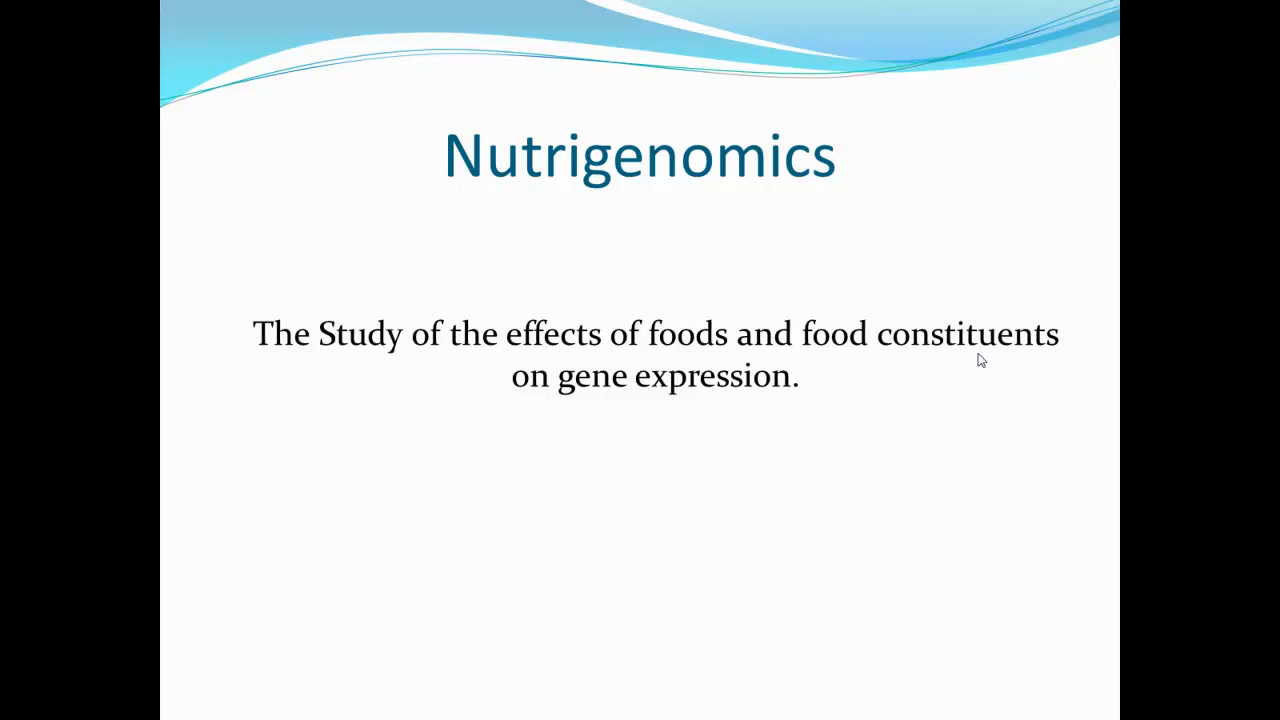 Nutrigenomics
The Study of the effects of foods and food constituents
on gene expression.